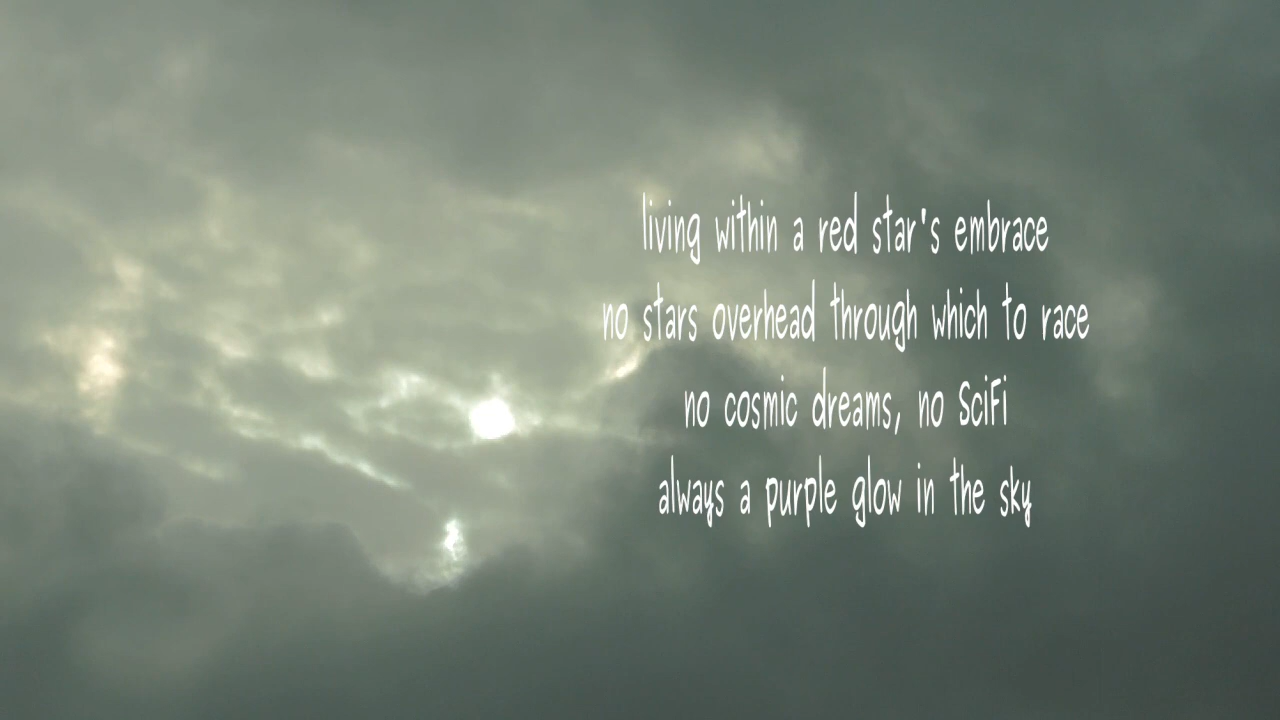 living within a red star's embrace
no stars overhead through which to race
no cosmic dreams, no SciFi
always a purple glow in the sky